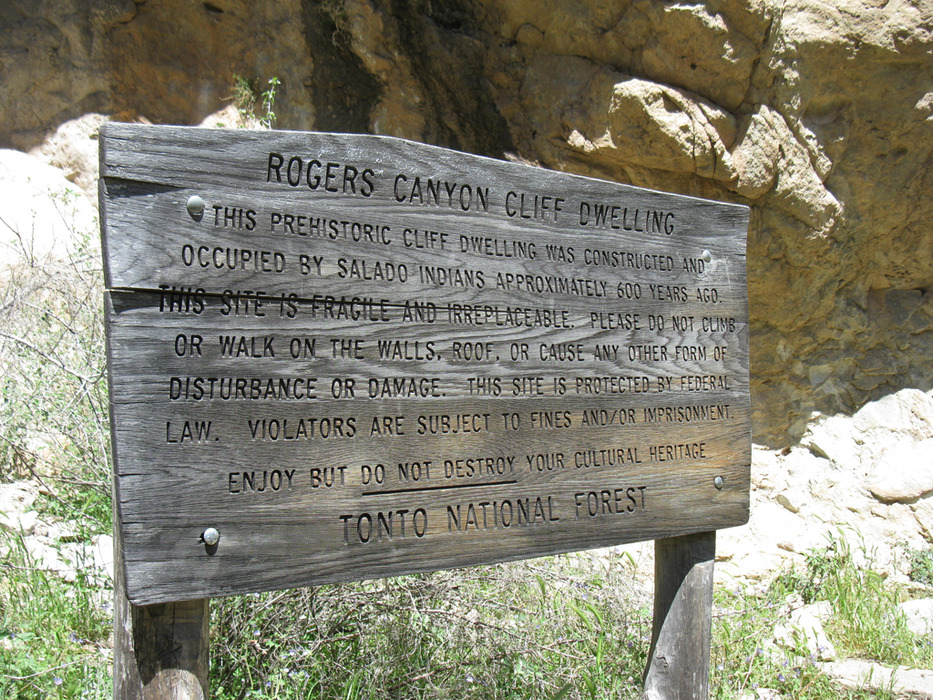 ROGERS CANYON CLIFF DWELLING
THIS PREHISTORIC CLIFF DWELLING WAS CONSTRUCTED AND
OCCUPIED BY SALADO INDIANS APPROXIMATELY 600 YEARS AGO.
THIS SITE IS FRAGILE AND IRREPLACEABLE. PLEASE DO NOT CLIMB
OR WALK ON THE WALLS, ROOF, OR CAUSE ANY OTHER FORM OF
DISTURBANCE OR DAMAGE. THIS SITE IS PROTECTED BY FEDERAL
LAW. VIOLATORS ARE SUBJECT TO FINES AND/OR IMPRISONMENT.
ENJOY BUT DO NOT DESTROY YOUR CULTURAL HERITAGE
TONTO NATIONAL FOREST